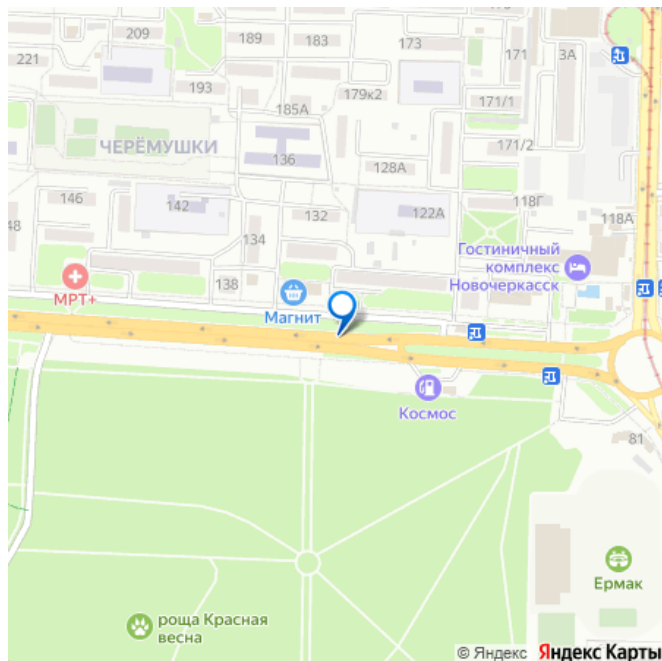 209
189
183
173
171
3А
221
193
179к2
185А
171/1
ЧЕРЁМУШКИ
136
171/2
128А
146
142
132
122А
118Г
118А
48
134
Гостиничный
комплекс
Новочеркасск
138
МРТ+
Магнит
Космос
81
Ермак
роща Красная
весна
© Яндекс Яндекс Карты